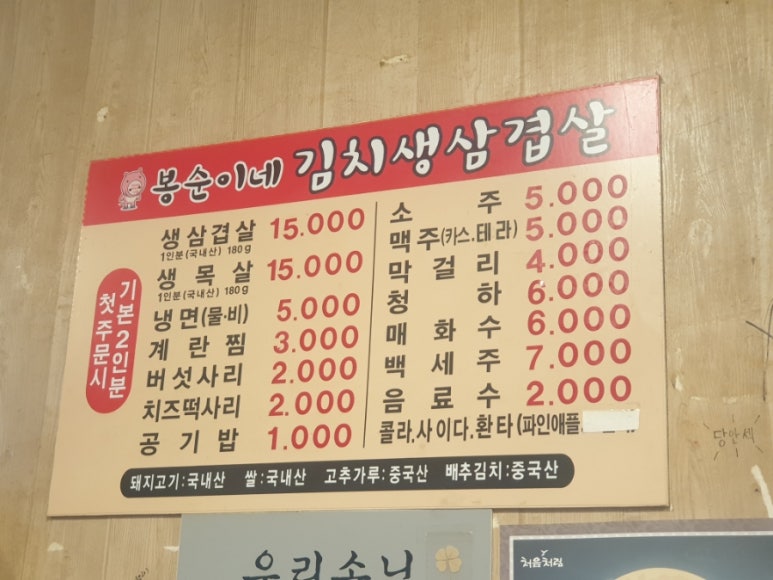 봉순이네 김치생삼겹살
기본2인분
첫주문시
생삼겹살 15.000
1인분(국내산) 180g
생목살 15.000
1인분(국내산) 180g
냉면(물·비) 5.000
계란찜 3.000
버섯사리 2.000
치즈떡사리 2.000
공기밥 1.000
소주 5.000
맥주(카스.테라) 5.000
막걸리 4.000
청하 6.000
매화수 6.000
백세주 7.000
음료수 2.000
콜라.사이다.환타(파인애플
돼지고기:국내산 쌀:국내산 고추가루:중국산 배추김치:중국산
처음처럼